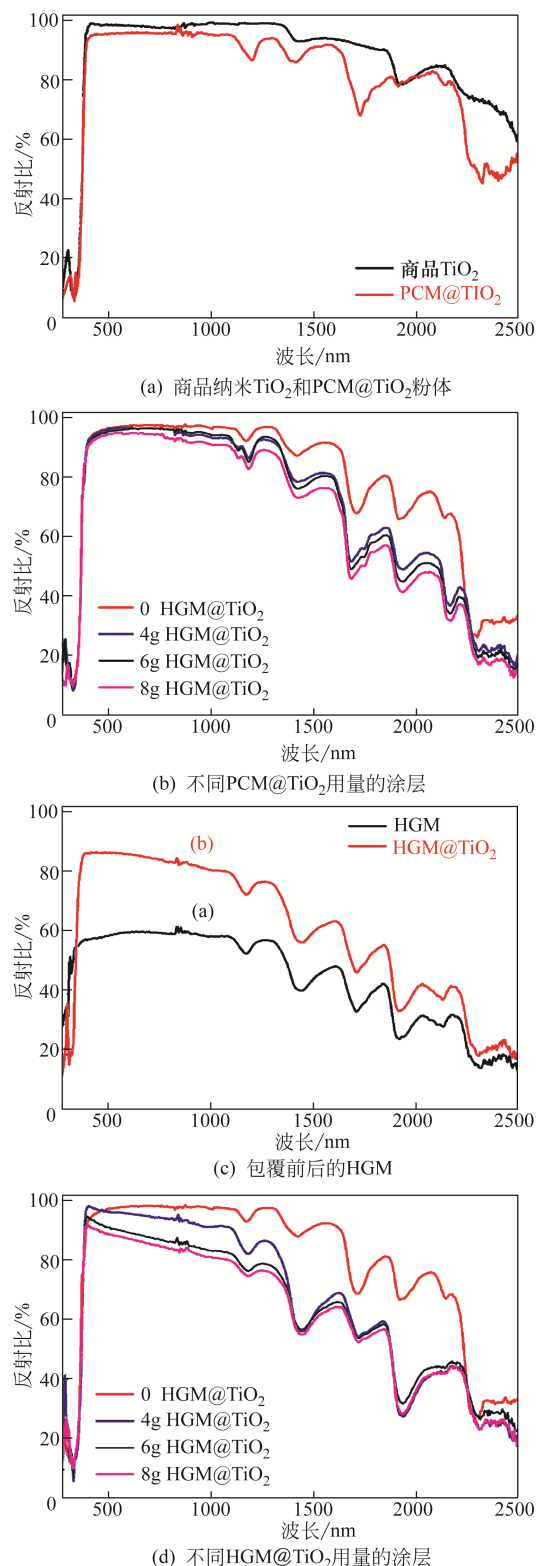 100
80
60
40
20
0
反射比/%
商品TiO₂
PCM@TIO₂
500
1000
1500
2000
2500
波长/nm
(a) 商品纳米TiO₂和PCM@TiO₂粉体
100
80
60
40
20
0
反射比/%
0 HGM@TiO₂
4g HGM@TiO₂
6g HGM@TiO₂
8g HGM@TiO₂
500
1000
1500
2000
2500
波长/nm
(b) 不同PCM@TiO₂用量的涂层
100
80
60
40
20
0
反射比/%
HGM
HGM@TiO₂
(b)
(a)
500
1000
1500
2000
2500
波长/nm
(c) 包覆前后的HGM
100
80
60
40
20
0
反射比/%
0 HGM@TiO₂
4g HGM@TiO₂
6g HGM@TiO₂
8g HGM@TiO₂
500
1000
1500
2000
2500
波长/nm
(d) 不同HGM@TiO₂用量的涂层